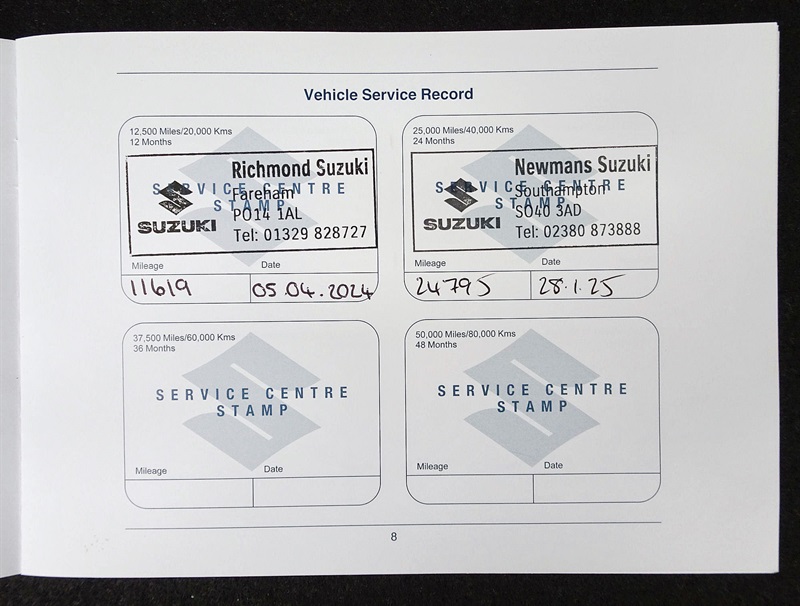 Vehicle Service Record
12,500 Miles/20,000 Kms
12 Months
Richmond Suzuki
SERVICE CENTRE
Fareham
STAMP
PO14 1AL
SUZUKI
Tel: 01329 828727
Mileage Date
11619 05.04.2024
25,000 Miles/40,000 Kms
24 Months
Newmans Suzuki
SERVICE CENTRE
Southampton
STAMP
SO40 3AD
SUZUKI
Tel: 02380 873888
Mileage Date
24795 28.1.25
37,500 Miles/60,000 Kms
36 Months
SERVICE CENTRE
STAMP
Mileage Date
50,000 Miles/80,000 Kms
48 Months
SERVICE CENTRE
STAMP
Mileage Date
8